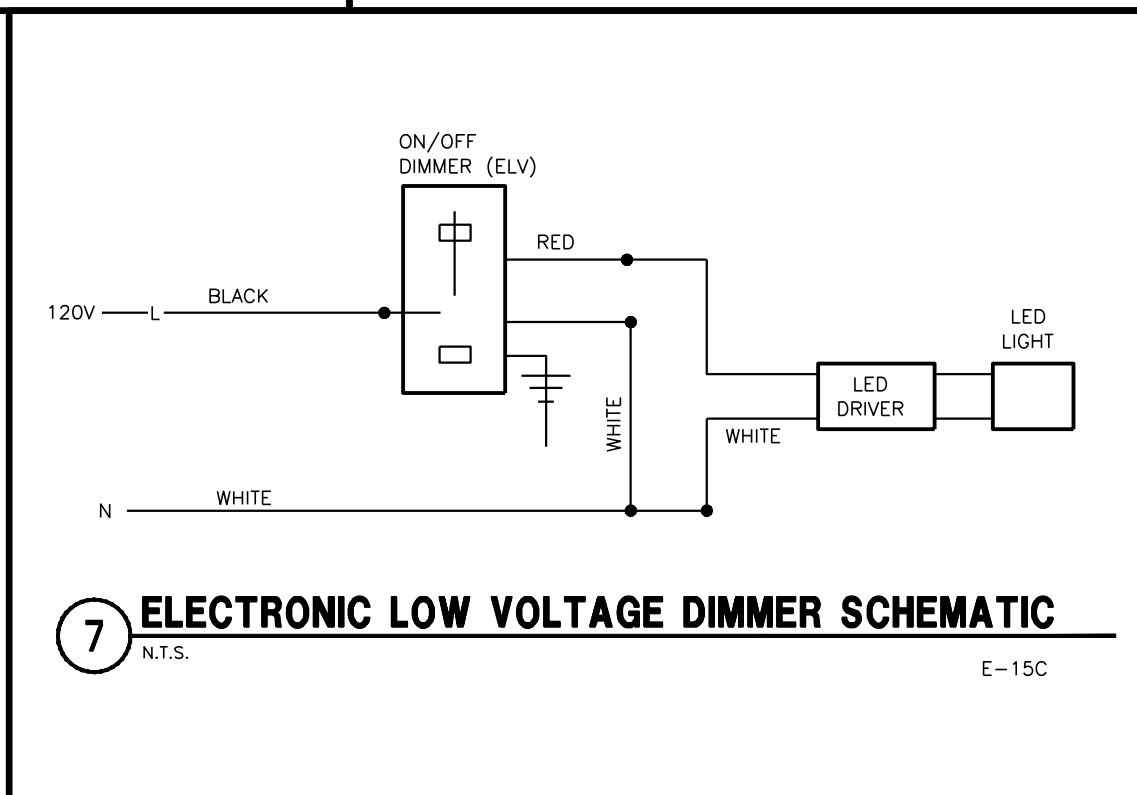 ON/OFF
DIMMER (ELV)
RED
120V
L
BLACK
LED
LIGHT
LED
DRIVER
WHITE
WHITE
N
WHITE
7
ELECTRONIC LOW VOLTAGE DIMMER SCHEMATIC
N.T.S.
E-15C